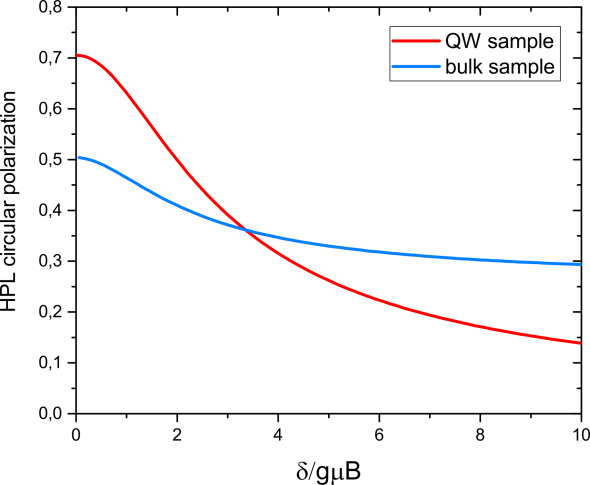 0,8
0,7
0,6
0,5
0,4
0,3
0,2
0,1
0,0
HPL circular polarization
QW sample
bulk sample
0 2 4 6 8 10
δ/gμB